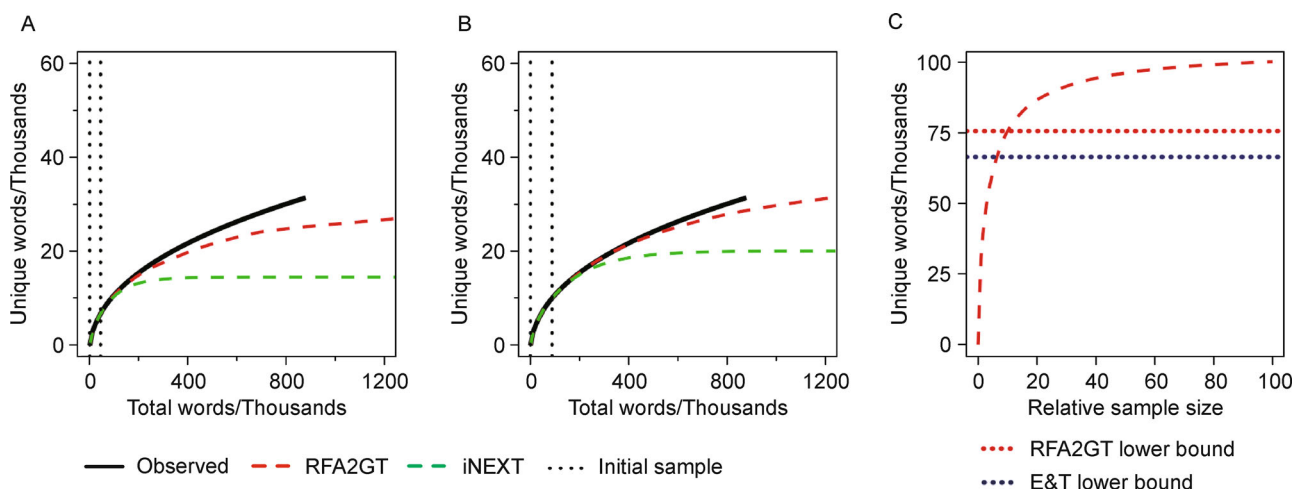 A
60
40
20
0
Unique words/Thousands
0
400
800
1200
Total words/Thousands
B
60
40
20
0
Unique words/Thousands
0
400
800
1200
Total words/Thousands
C
100
75
50
25
0
Unique words/Thousands
0
20
40
60
80
100
Relative sample size
Observed
RFA2GT
iNEXT
Initial sample
RFA2GT lower bound
E&T lower bound